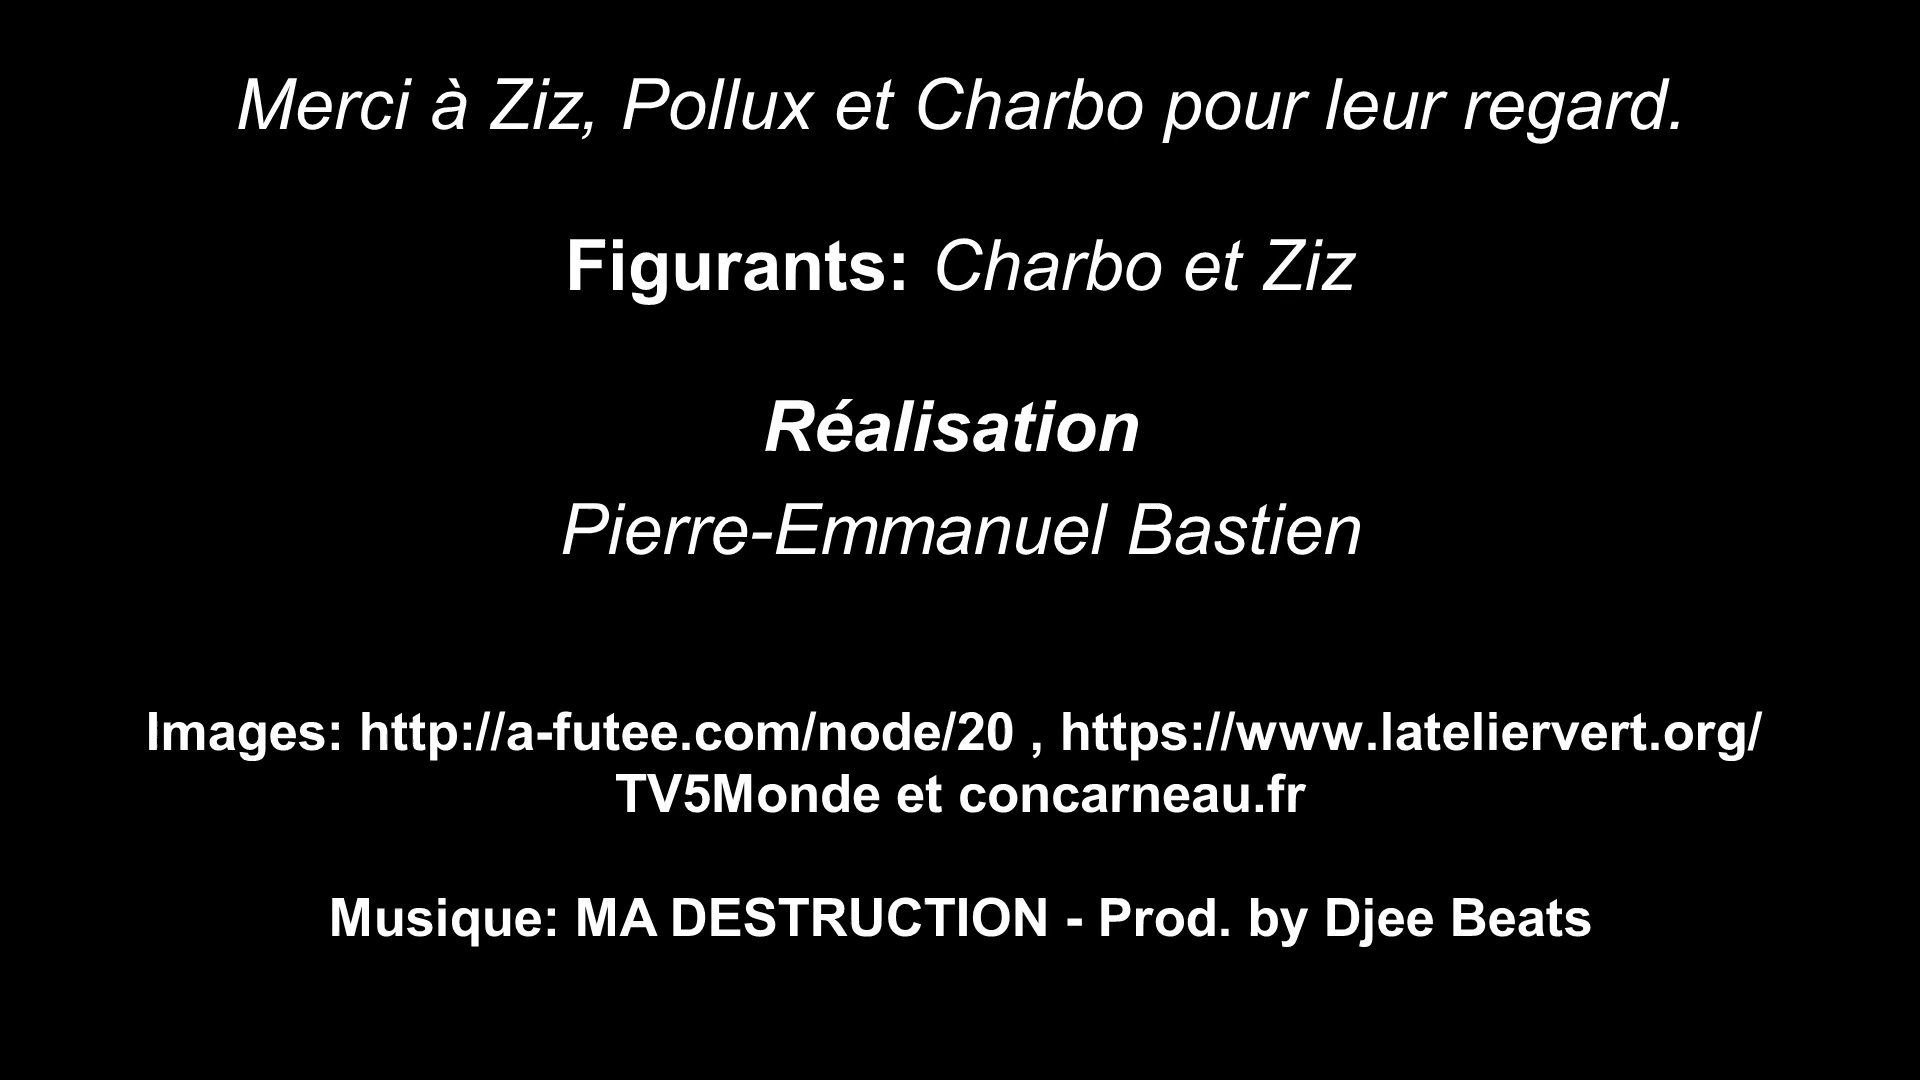 Merci à Ziz, Pollux et Charbo pour leur regard.
Figurants: Charbo et Ziz
Réalisation
Pierre-Emmanuel Bastien
Images: http://a-futee.com/node/20 , https://www.lateliervert.org/
TV5Monde et concarneau.fr
Musique: MA DESTRUCTION - Prod. by Djee Beats